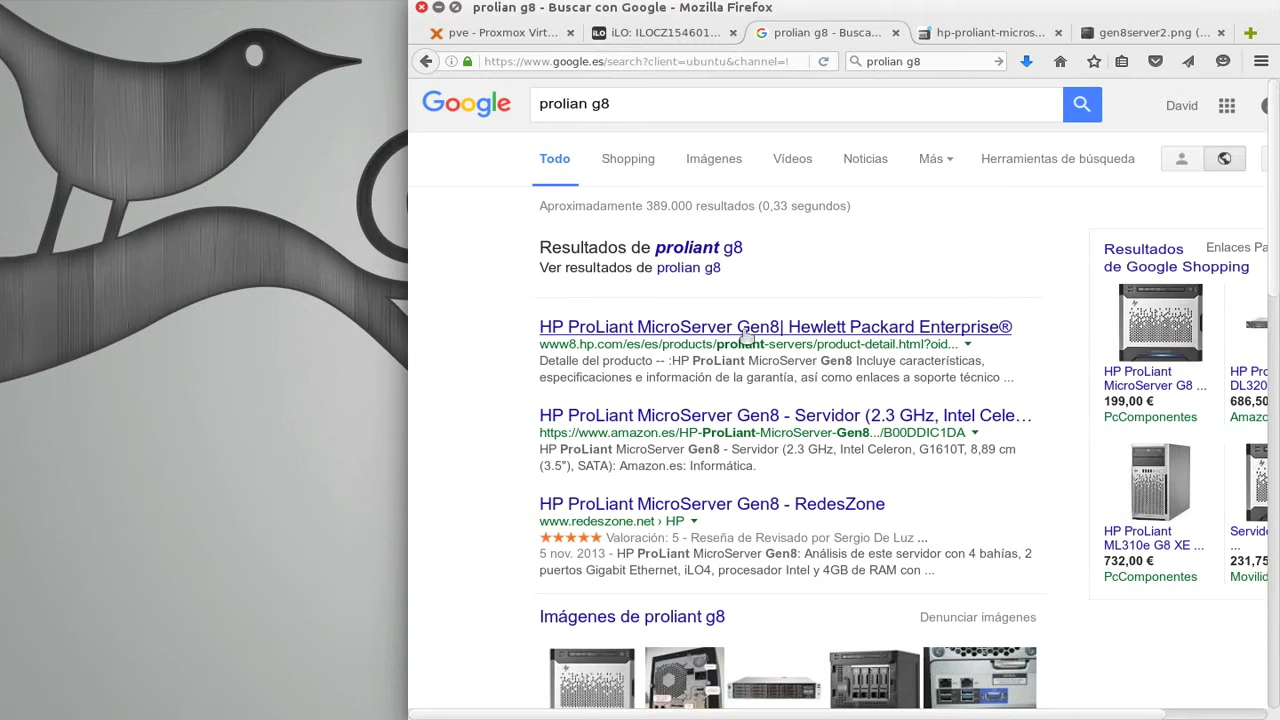 prolian g8 - Buscar con Google - Mozilla Firefox
pve - Proxmox Virt...
iLO: ILOCZ154601...
prolian g8 - Busca...
hp-proliant-micros...
gen8server2.png (...
https://www.google.es/search?client=ubuntu&channel=
prolian g8
Google
prolian g8
David
Todo
Shopping
Imágenes
Vídeos
Noticias
Más
Herramientas de búsqueda
Aproximadamente 389.000 resultados (0,33 segundos)
Resultados de proliant g8
Ver resultados de prolian g8
HP ProLiant MicroServer Gen8| Hewlett Packard Enterprise®
www8.hp.com/es/es/products/proliant-servers/product-detail.html?oid...
Detalle del producto -- :HP ProLiant MicroServer Gen8 Incluye características,
especificaciones e información de la garantía, así como enlaces a soporte técnico ...
HP ProLiant MicroServer Gen8 - Servidor (2.3 GHz, Intel Cele...
https://www.amazon.es/HP-ProLiant-MicroServer-Gen8.../B00DDIC1DA
HP ProLiant MicroServer Gen8 - Servidor (2.3 GHz, Intel Celeron, G1610T, 8,89 cm
(3.5"), SATA): Amazon.es: Informática.
HP ProLiant MicroServer Gen8 - RedesZone
www.redeszone.net › HP
Valoración: 5 - Reseña de Revisado por Sergio De Luz ...
5 nov. 2013 - HP ProLiant MicroServer Gen8: Análisis de este servidor con 4 bahías, 2
puertos Gigabit Ethernet, iLO4, procesador Intel y 4GB de RAM con ...
Imágenes de proliant g8
Denunciar imágenes
Resultados
de Google Shopping
Enlaces Pa
HP ProLiant
MicroServer G8 ...
199,00 €
PcComponentes
HP Pro
DL320
686,50
Amazo
HP ProLiant
ML310e G8 XE ...
732,00 €
PcComponentes
Servido
...
231,75
Movilid